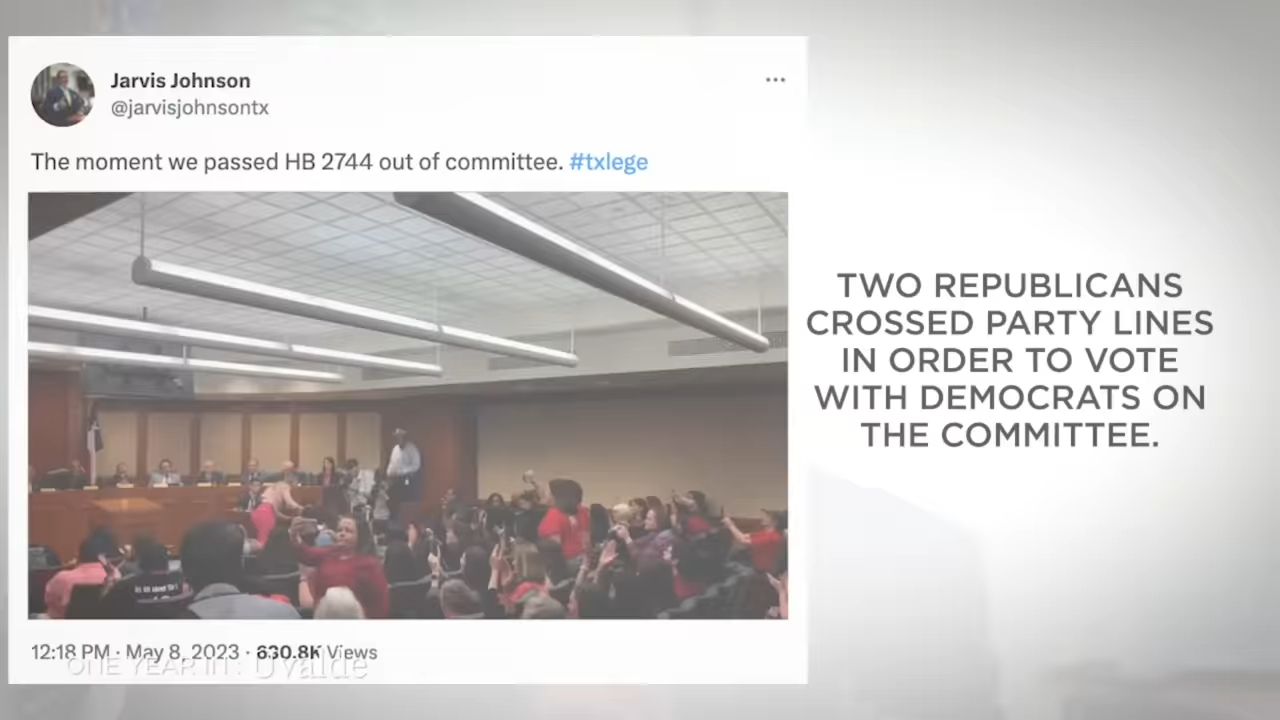 Jarvis Johnson
@jarvisjohnsontx
The moment we passed HB 2744 out of committee. #txlege
12:18 PM · May 8, 2023 · 630.8K Views
ONE YEAR IN: Uvalde
TWO REPUBLICANS
CROSSED PARTY LINES
IN ORDER TO VOTE
WITH DEMOCRATS ON
THE COMMITTEE.